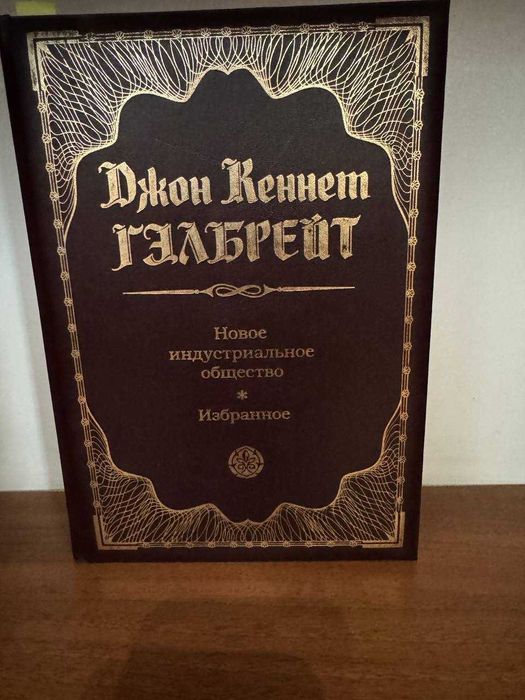 Джон Кеннет
ГЭЛБРЕЙТ
Новое
индустриальное
общество
*
Избранное